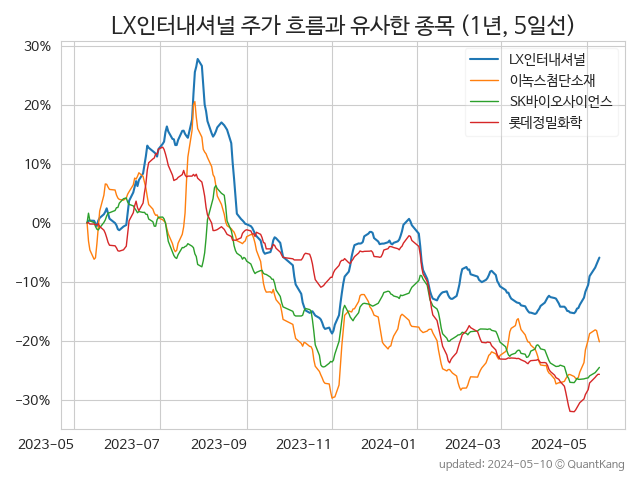 LX인터내셔널 주가 흐름과 유사한 종목 (1년, 5일선)
LX인터내셔널
이녹스첨단소재
SK바이오사이언스
롯데정밀화학
30%
20%
10%
0%
−10%
−20%
−30%
2023-05 2023-07 2023-09 2023-11 2024-01 2024-03 2024-05
updated: 2024-05-10 © QuantKang